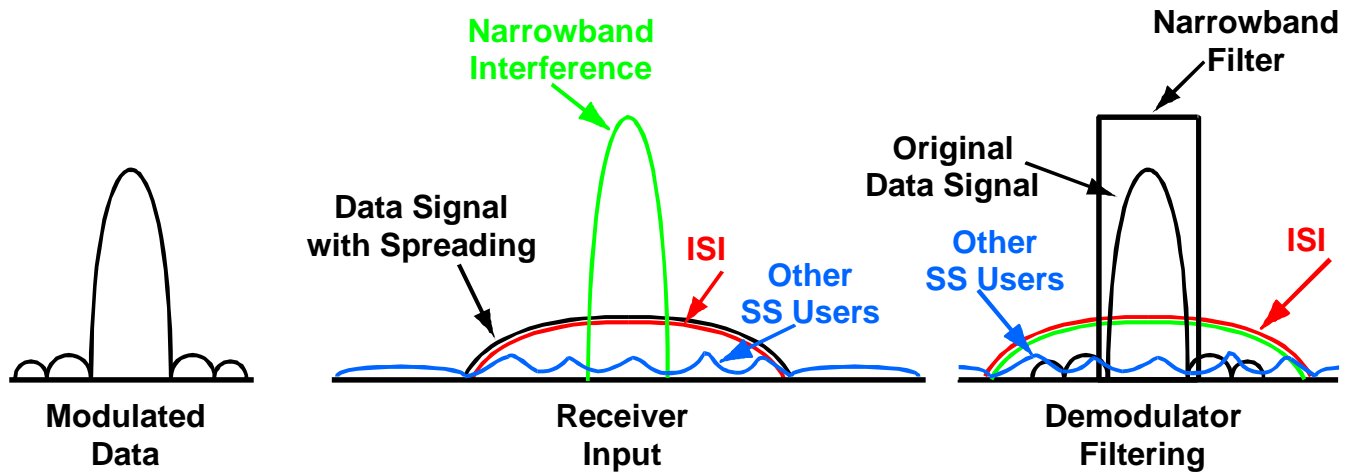 Narrowband
Interference
Data Signal
with Spreading
ISI
Other
SS Users
Narrowband
Filter
Original
Data Signal
Other
SS Users
ISI
Modulated
Data
Receiver
Input
Demodulator
Filtering